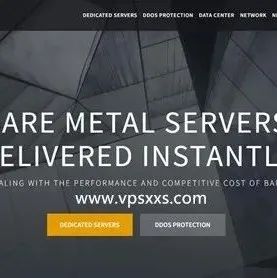 DEDICATED SERVERS DDOS PROTECTION DATA CENTER NETWORK
ARE METAL SERVERS
ELIVERED INSTANTL
ALING WITH THE PERFORMANCE AND COMPETITIVE COST OF BA
www.vpsxxs.com
DEDICATED SERVERS DDOS PROTECTION